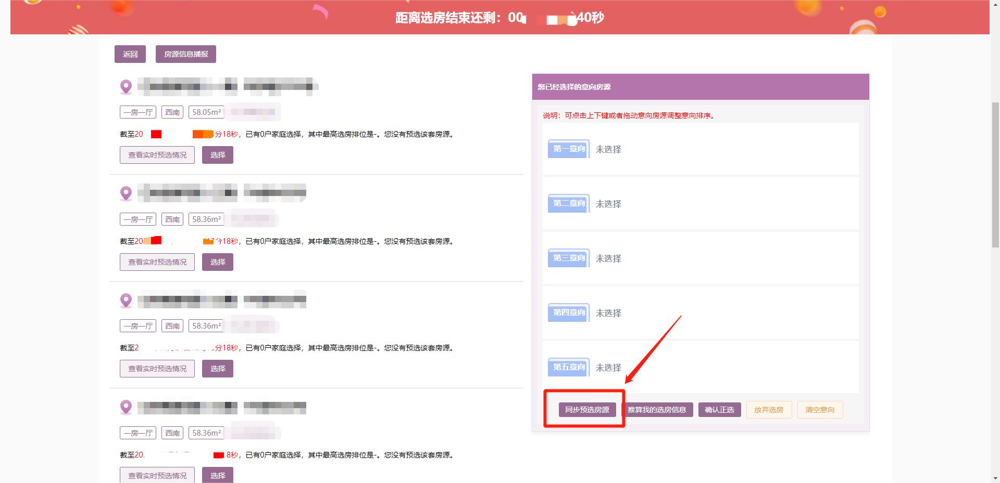 距离选房结束还剩：00
40秒
返回
房源信息播报
一房一厅
西南
58.05m²
截至20
分18秒，已有0户家庭选择，其中最高选房排位是-。您没有预选该套房源。
查看实时预选情况
选择
一房一厅
西南
58.36m²
截至20
18秒，已有0户家庭选择，其中最高选房排位是-。您没有预选该套房源。
查看实时预选情况
选择
一房一厅
西南
58.36m²
截至2
分18秒，已有0户家庭选择，其中最高选房排位是-。您没有预选该套房源。
查看实时预选情况
选择
一房一厅
西南
58.36m²
截至20
8秒，已有0户家庭选择，其中最高选房排位是-。您没有预选该套房源。
查看实时预选情况
选择
您已经选择的意向房源
说明：可点击上下键或者拖动意向房源调整意向排序。
第一意向
未选择
第二意向
未选择
第三意向
未选择
第四意向
未选择
第五意向
未选择
同步预选房源
推算我的选房信息
确认正选
放弃选房
清空意向